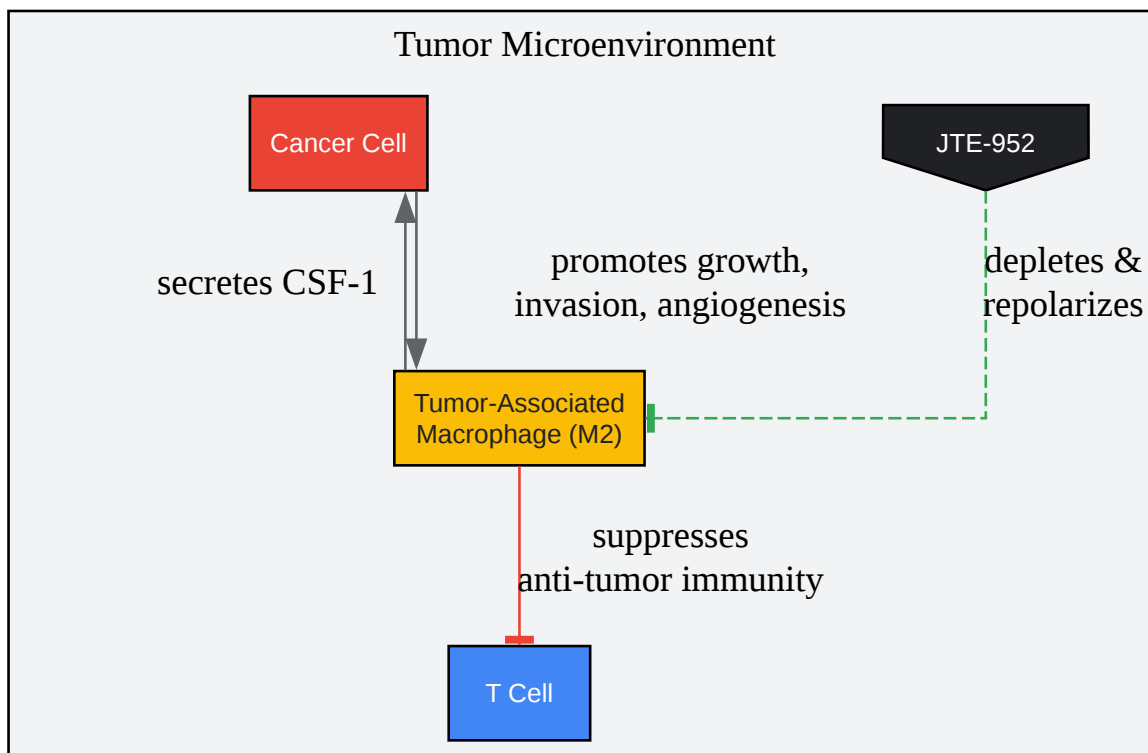 Tumor Microenvironment
Cancer Cell
JTE-952
secretes CSF-1
promotes growth,
invasion, angiogenesis
depletes &
repolarizes
Tumor-Associated
Macrophage (M2)
suppresses
anti-tumor immunity
T Cell